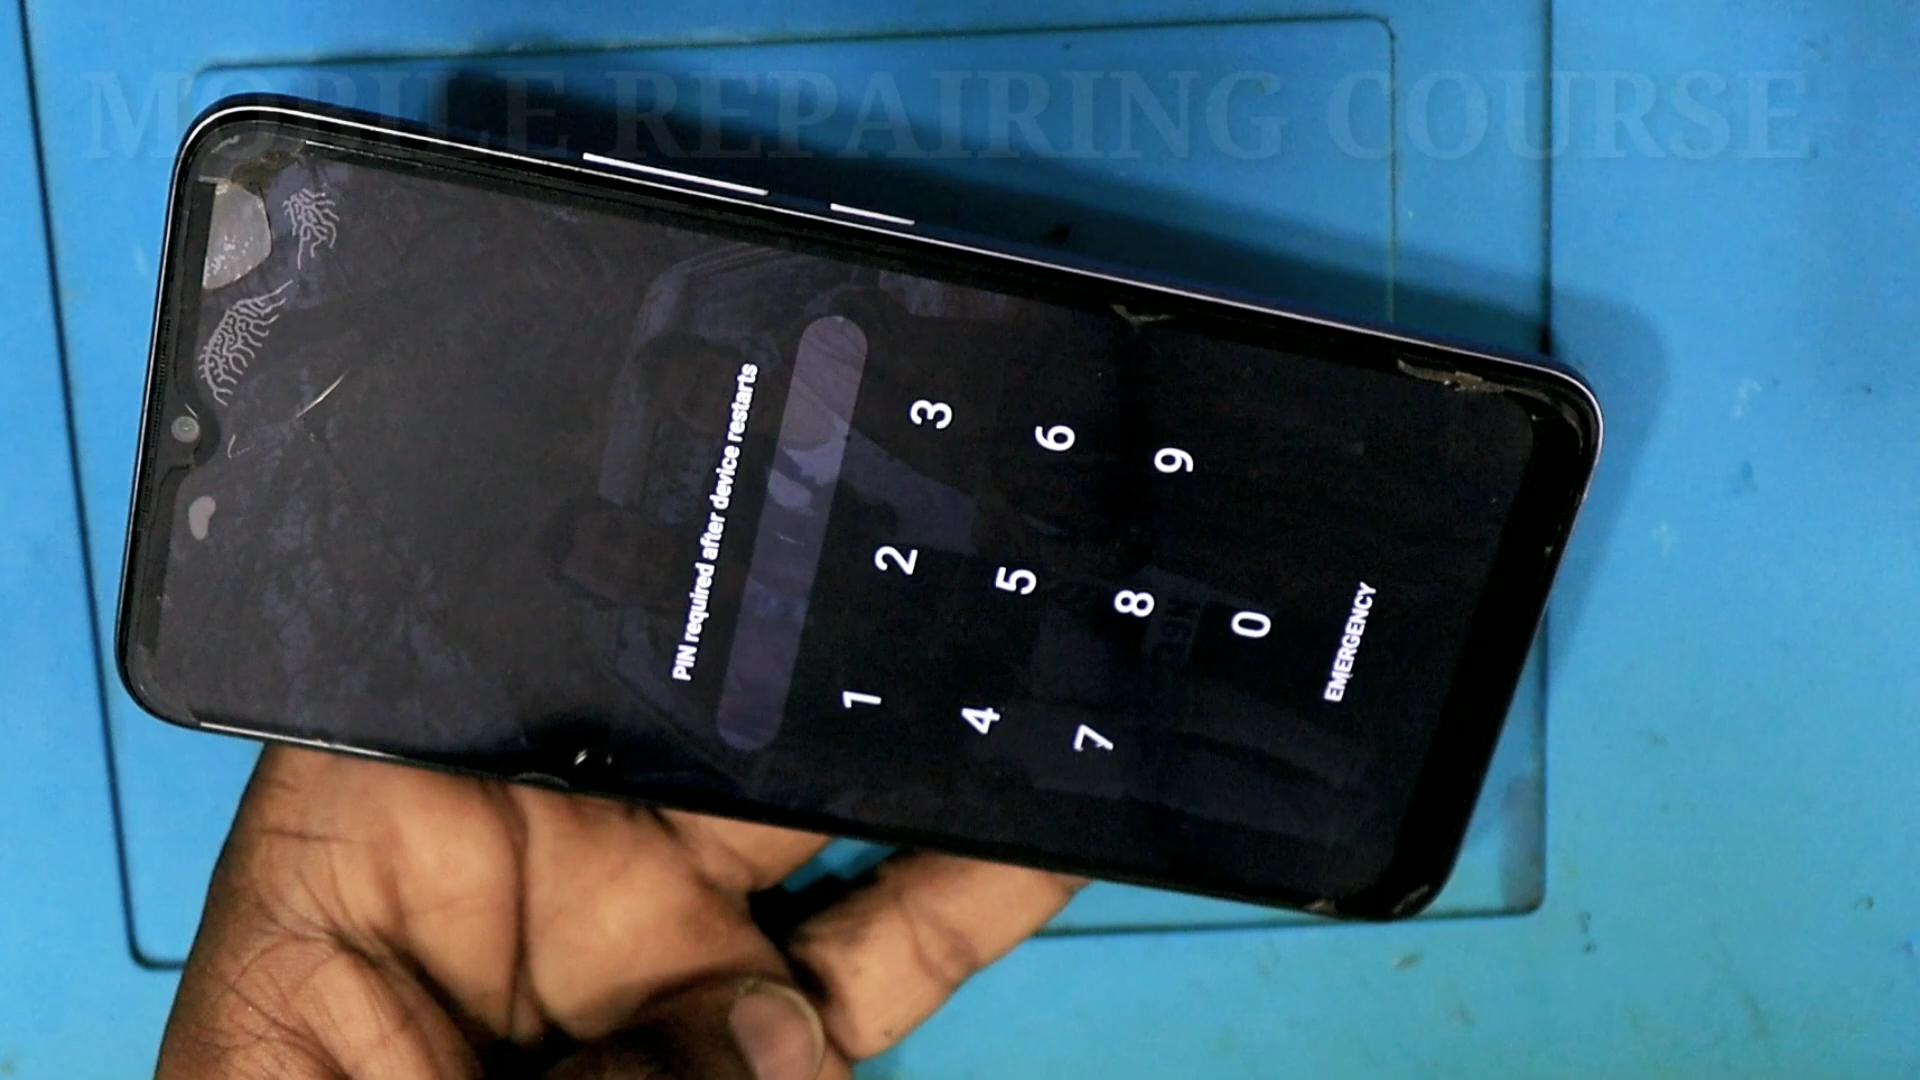 MOBILE REPAIRING COURSE
PIN required after device restarts
1 2 3
4 5 6
7 8 9
0
EMERGENCY